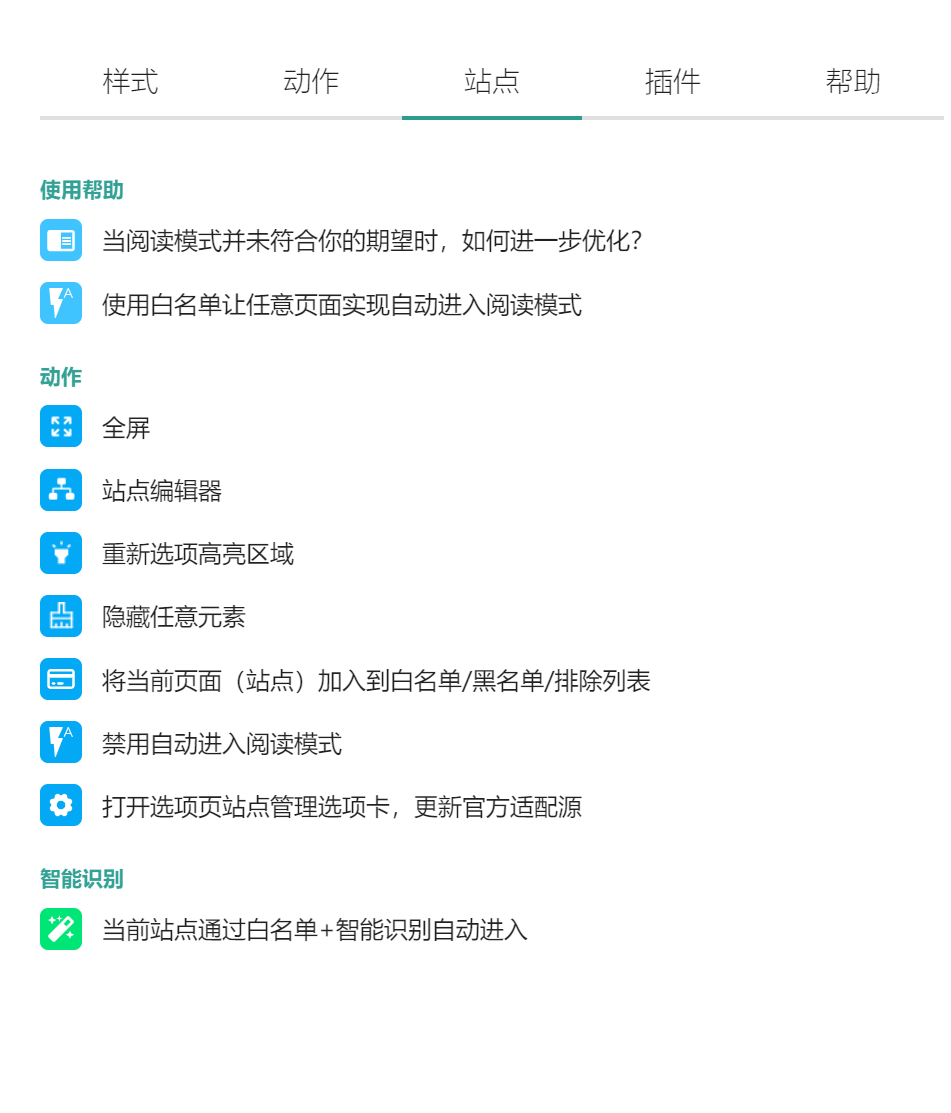 样式 动作 站点 插件 帮助
使用帮助
当阅读模式并未符合你的期望时，如何进一步优化？
使用白名单让任意页面实现自动进入阅读模式
动作
全屏
站点编辑器
重新选项高亮区域
隐藏任意元素
将当前页面（站点）加入到白名单/黑名单/排除列表
禁用自动进入阅读模式
打开选项页站点管理选项卡，更新官方适配源
智能识别
当前站点通过白名单+智能识别自动进入